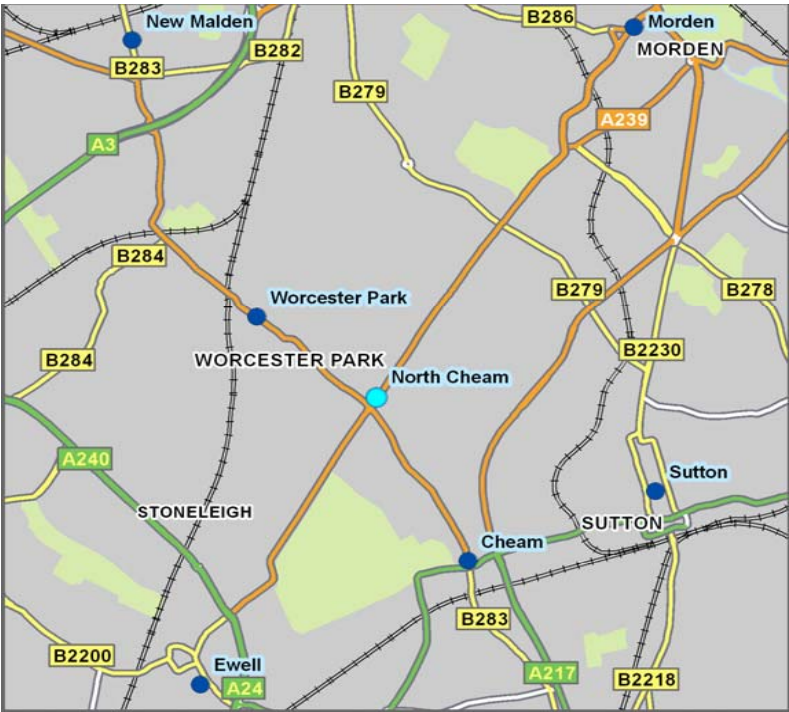 New Malden
B286
Morden
MORDEN
B282
B283
B279
A239
A3
B284
B279
B278
Worcester Park
B2230
B284
WORCESTER PARK
North Cheam
A240
Sutton
STONELEIGH
SUTTON
Cheam
B283
B2200
Ewell
A24
A217
B2218